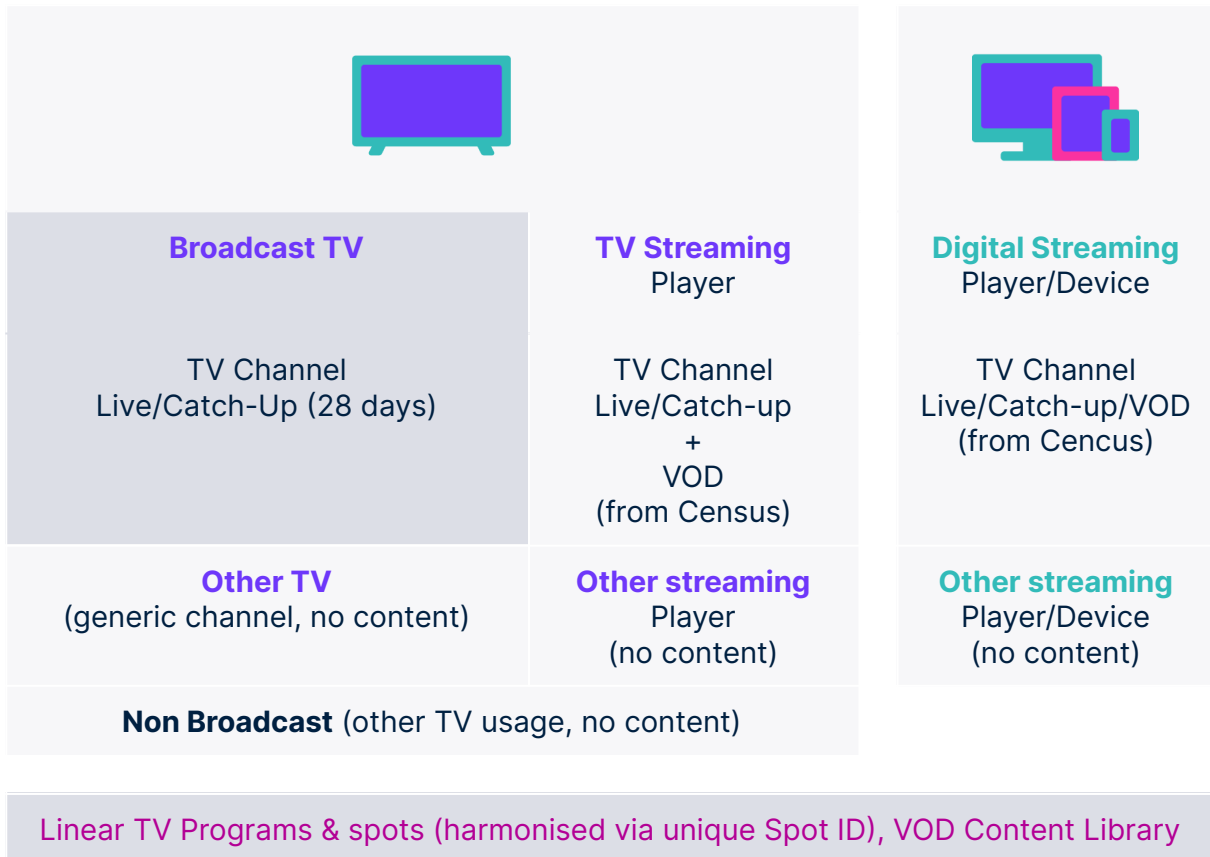 Broadcast TV
TV Channel
Live/Catch-Up (28 days)
TV Streaming
Player
TV Channel
Live/Catch-up
+
VOD
(from Census)
Digital Streaming
Player/Device
TV Channel
Live/Catch-up/VOD
(from Cencus)
Other TV
(generic channel, no content)
Other streaming
Player
(no content)
Other streaming
Player/Device
(no content)
Non Broadcast (other TV usage, no content)
Linear TV Programs & spots (harmonised via unique Spot ID), VOD Content Library